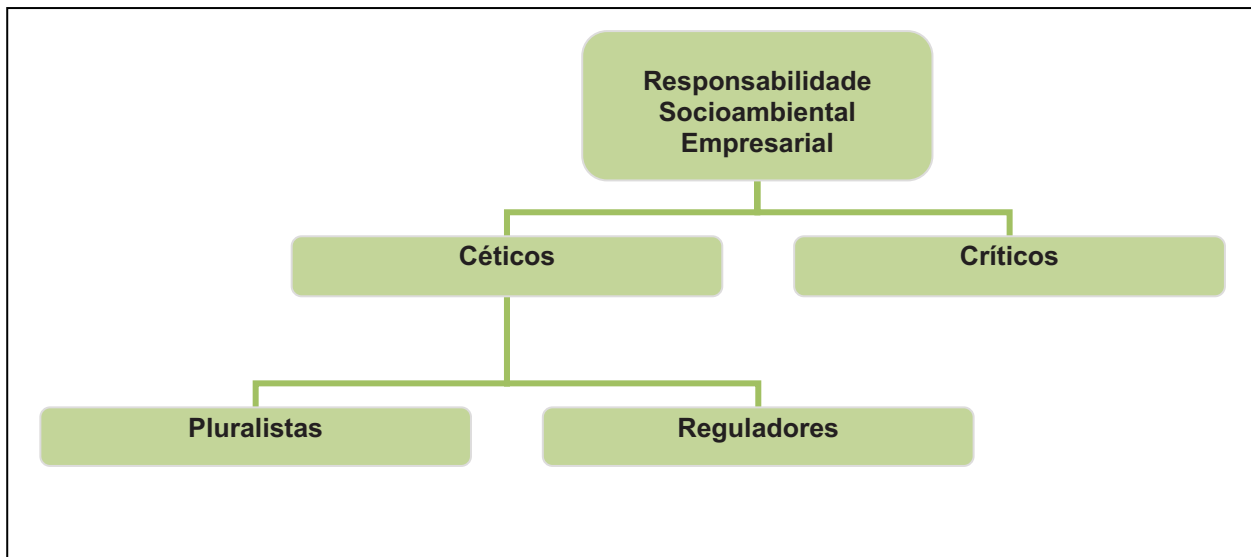 Responsabilidade
Socioambiental
Empresarial
Céticos
Críticos
Pluralistas
Reguladores